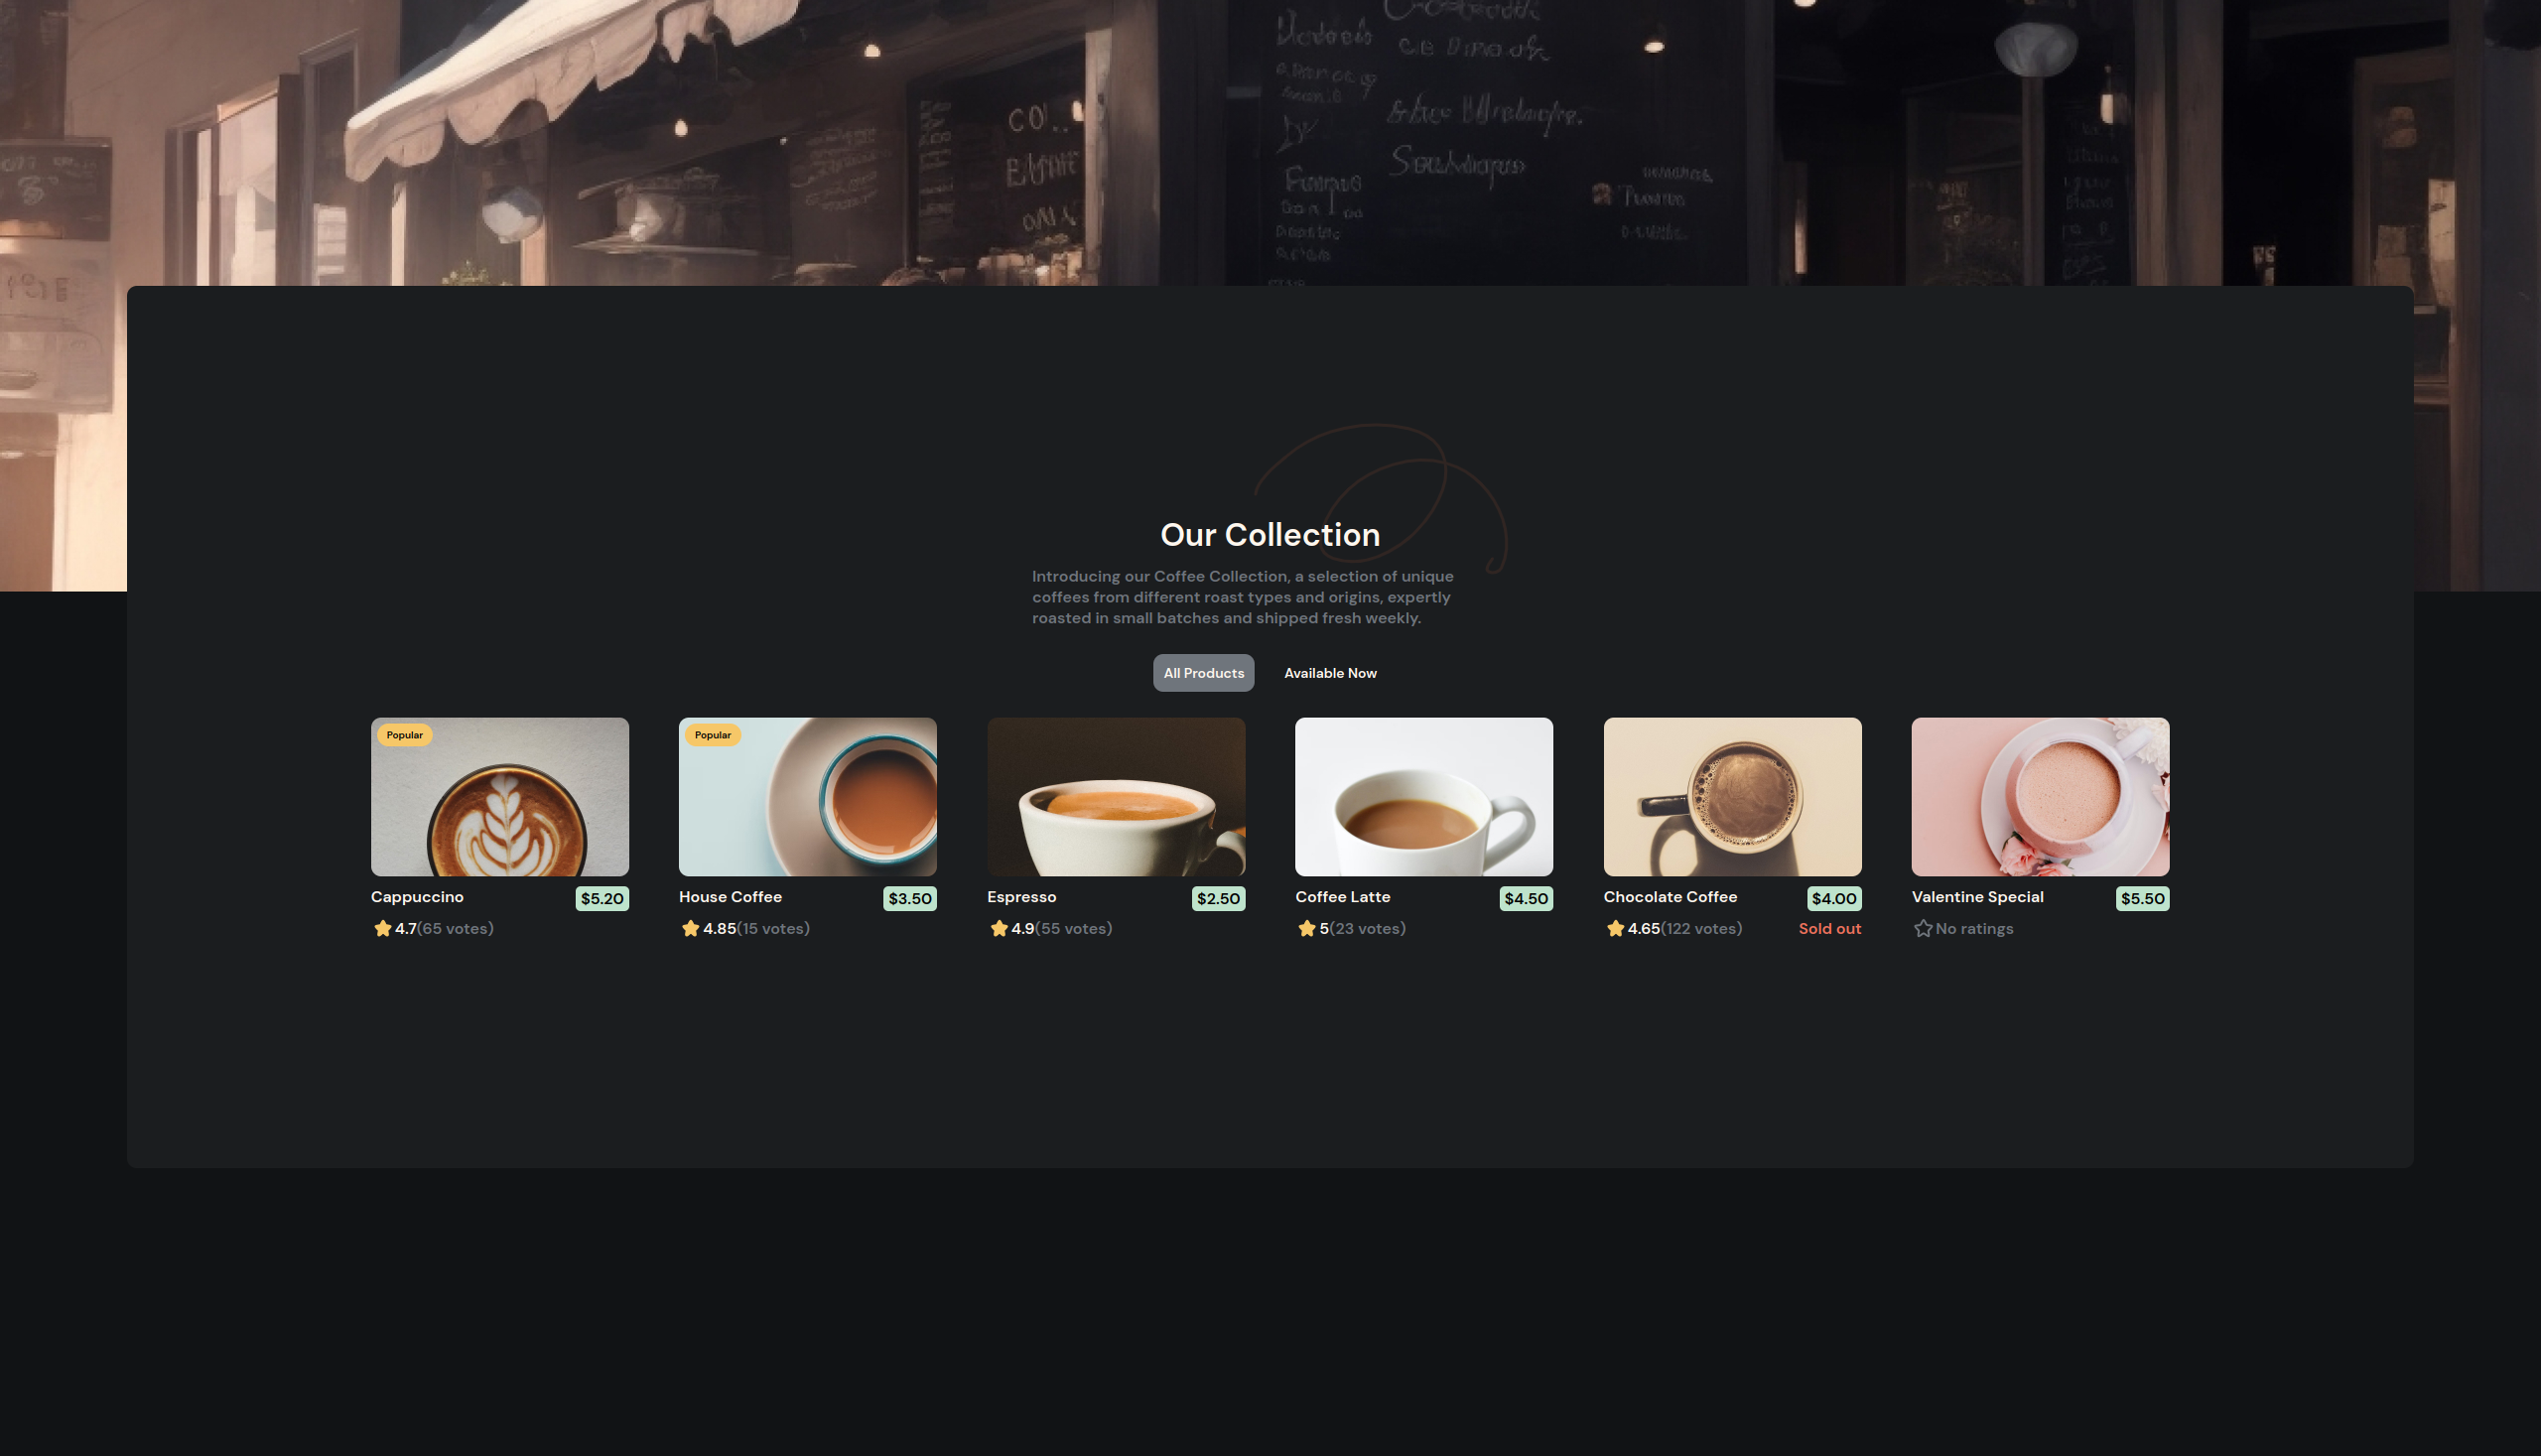 Our Collection
Introducing our Coffee Collection, a selection of unique
coffees from different roast types and origins, expertly
roasted in small batches and shipped fresh weekly.
All Products Available Now
Popular
Popular
Cappuccino $5.20
4.7(65 votes)
House Coffee $3.50
4.85(15 votes)
Espresso $2.50
4.9(55 votes)
Coffee Latte $4.50
5(23 votes)
Chocolate Coffee $4.00
4.65(122 votes) Sold out
Valentine Special $5.50
No ratings